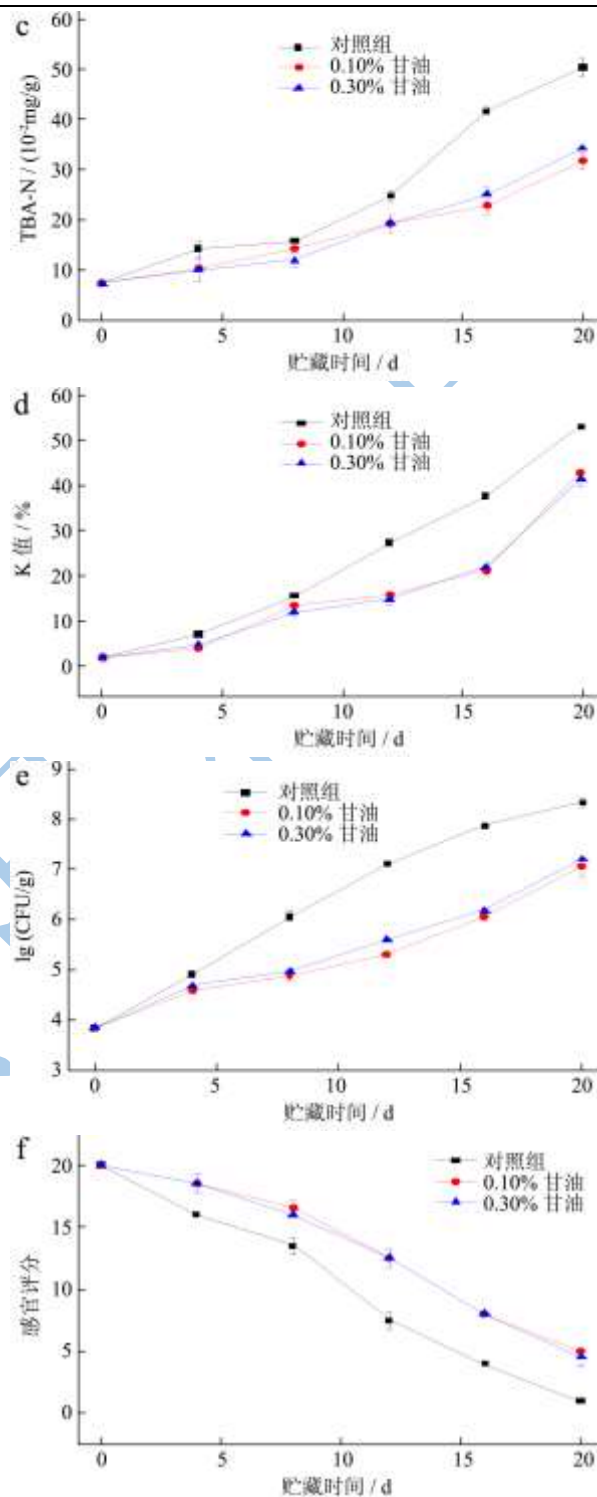 c
60
50
40
30
20
10
0
TBA-N / (10⁻²mg/g)
对照组
0.10% 甘油
0.30% 甘油
0 5 10 15 20
贮藏时间 / d
d
60
50
40
30
20
10
0
K 值 / %
对照组
0.10% 甘油
0.30% 甘油
0 5 10 15 20
贮藏时间 / d
e
9
8
7
6
5
4
3
lg (CFU/g)
对照组
0.10% 甘油
0.30% 甘油
0 5 10 15 20
贮藏时间 / d
f
20
15
10
5
0
感官评分
对照组
0.10% 甘油
0.30% 甘油
0 5 10 15 20
贮藏时间 / d